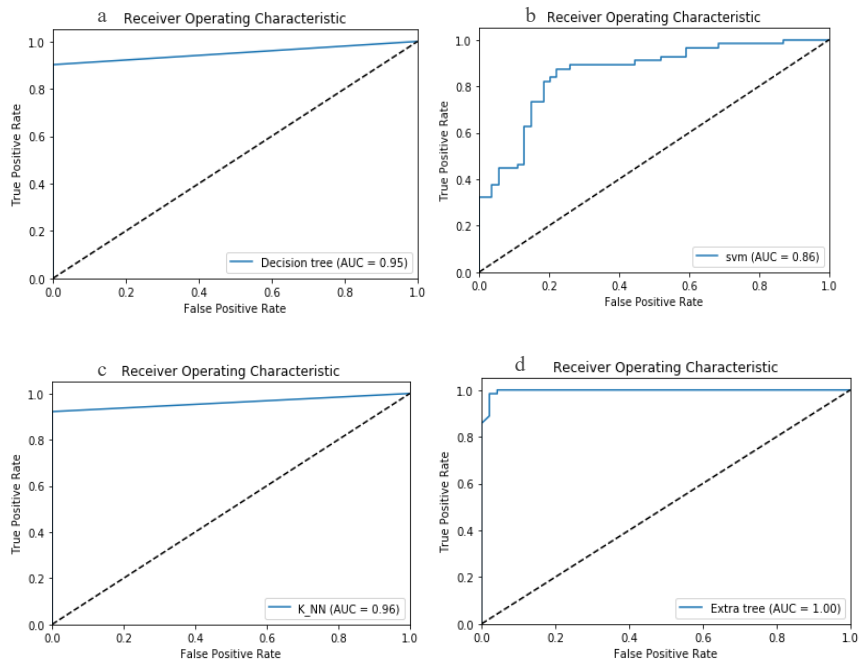 a Receiver Operating Characteristic
1.0
0.8
0.6
0.4
0.2
0.0
True Positive Rate
Decision tree (AUC = 0.95)
0.0 0.2 0.4 0.6 0.8 1.0
False Positive Rate
b Receiver Operating Characteristic
1.0
0.8
0.6
0.4
0.2
0.0
True Positive Rate
svm (AUC = 0.86)
0.0 0.2 0.4 0.6 0.8 1.0
False Positive Rate
c Receiver Operating Characteristic
1.0
0.8
0.6
0.4
0.2
0.0
True Positive Rate
K_NN (AUC = 0.96)
0.0 0.2 0.4 0.6 0.8 1.0
False Positive Rate
d Receiver Operating Characteristic
1.0
0.8
0.6
0.4
0.2
0.0
True Positive Rate
Extra tree (AUC = 1.00)
0.0 0.2 0.4 0.6 0.8 1.0
False Positive Rate